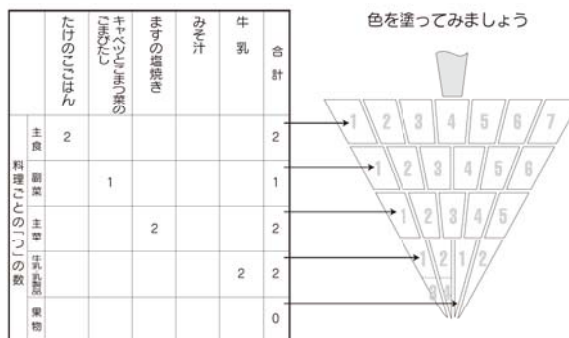 色を塗ってみましょう
たけのこごはん
キャベツとこまつ菜の
ごまびたし
ますの塩焼き
みそ汁
牛乳
合計
料理ごとの「つ」の数
主食 2 2
副菜 1 1
主菜 2 2
牛乳・乳製品 2 2
果物 0
1 2 3 4 5 6 7
1 2 3 4 5 6
1 2 3 4 5
1 2 1 2